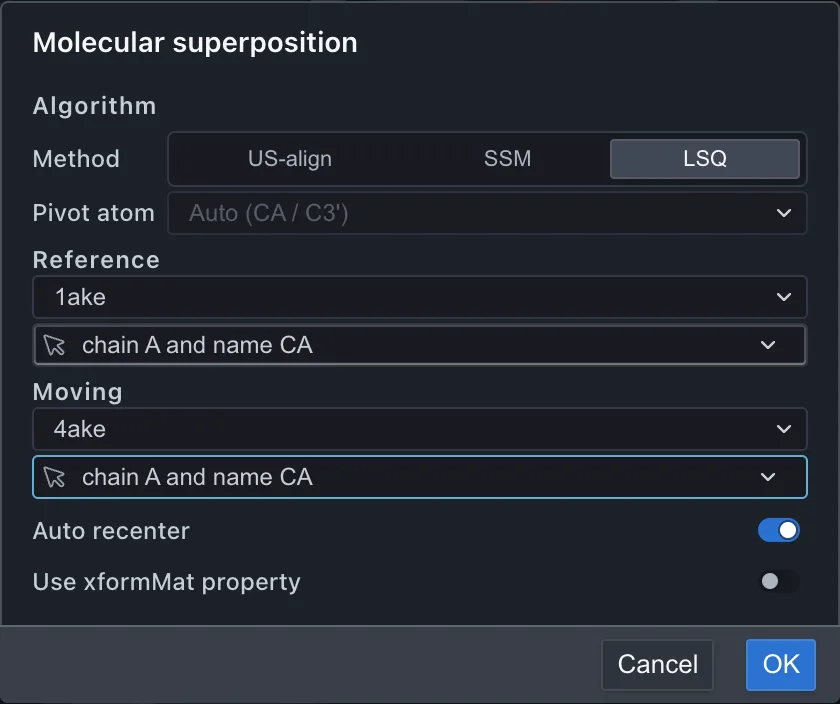 Molecular superposition
Algorithm
Method US-align SSM LSQ
Pivot atom Auto (CA / C3')
Reference
1ake
chain A and name CA
Moving
4ake
chain A and name CA
Auto recenter
Use xformMat property
Cancel OK